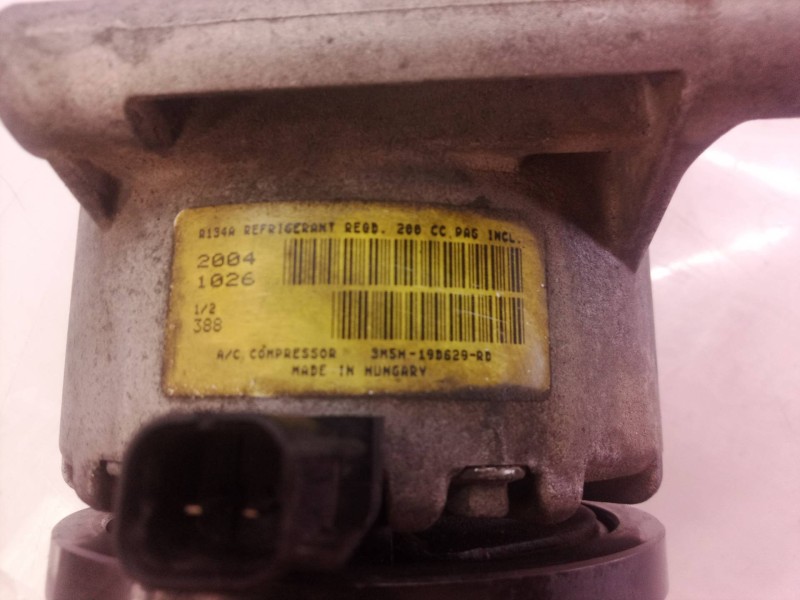 R134A REFRIGERANT REQD. 200 CC PAG INCL.
2004
1026
1/2
388
A/C COMPRESSOR 3M5H-19D629-RD
MADE IN HUNGARY